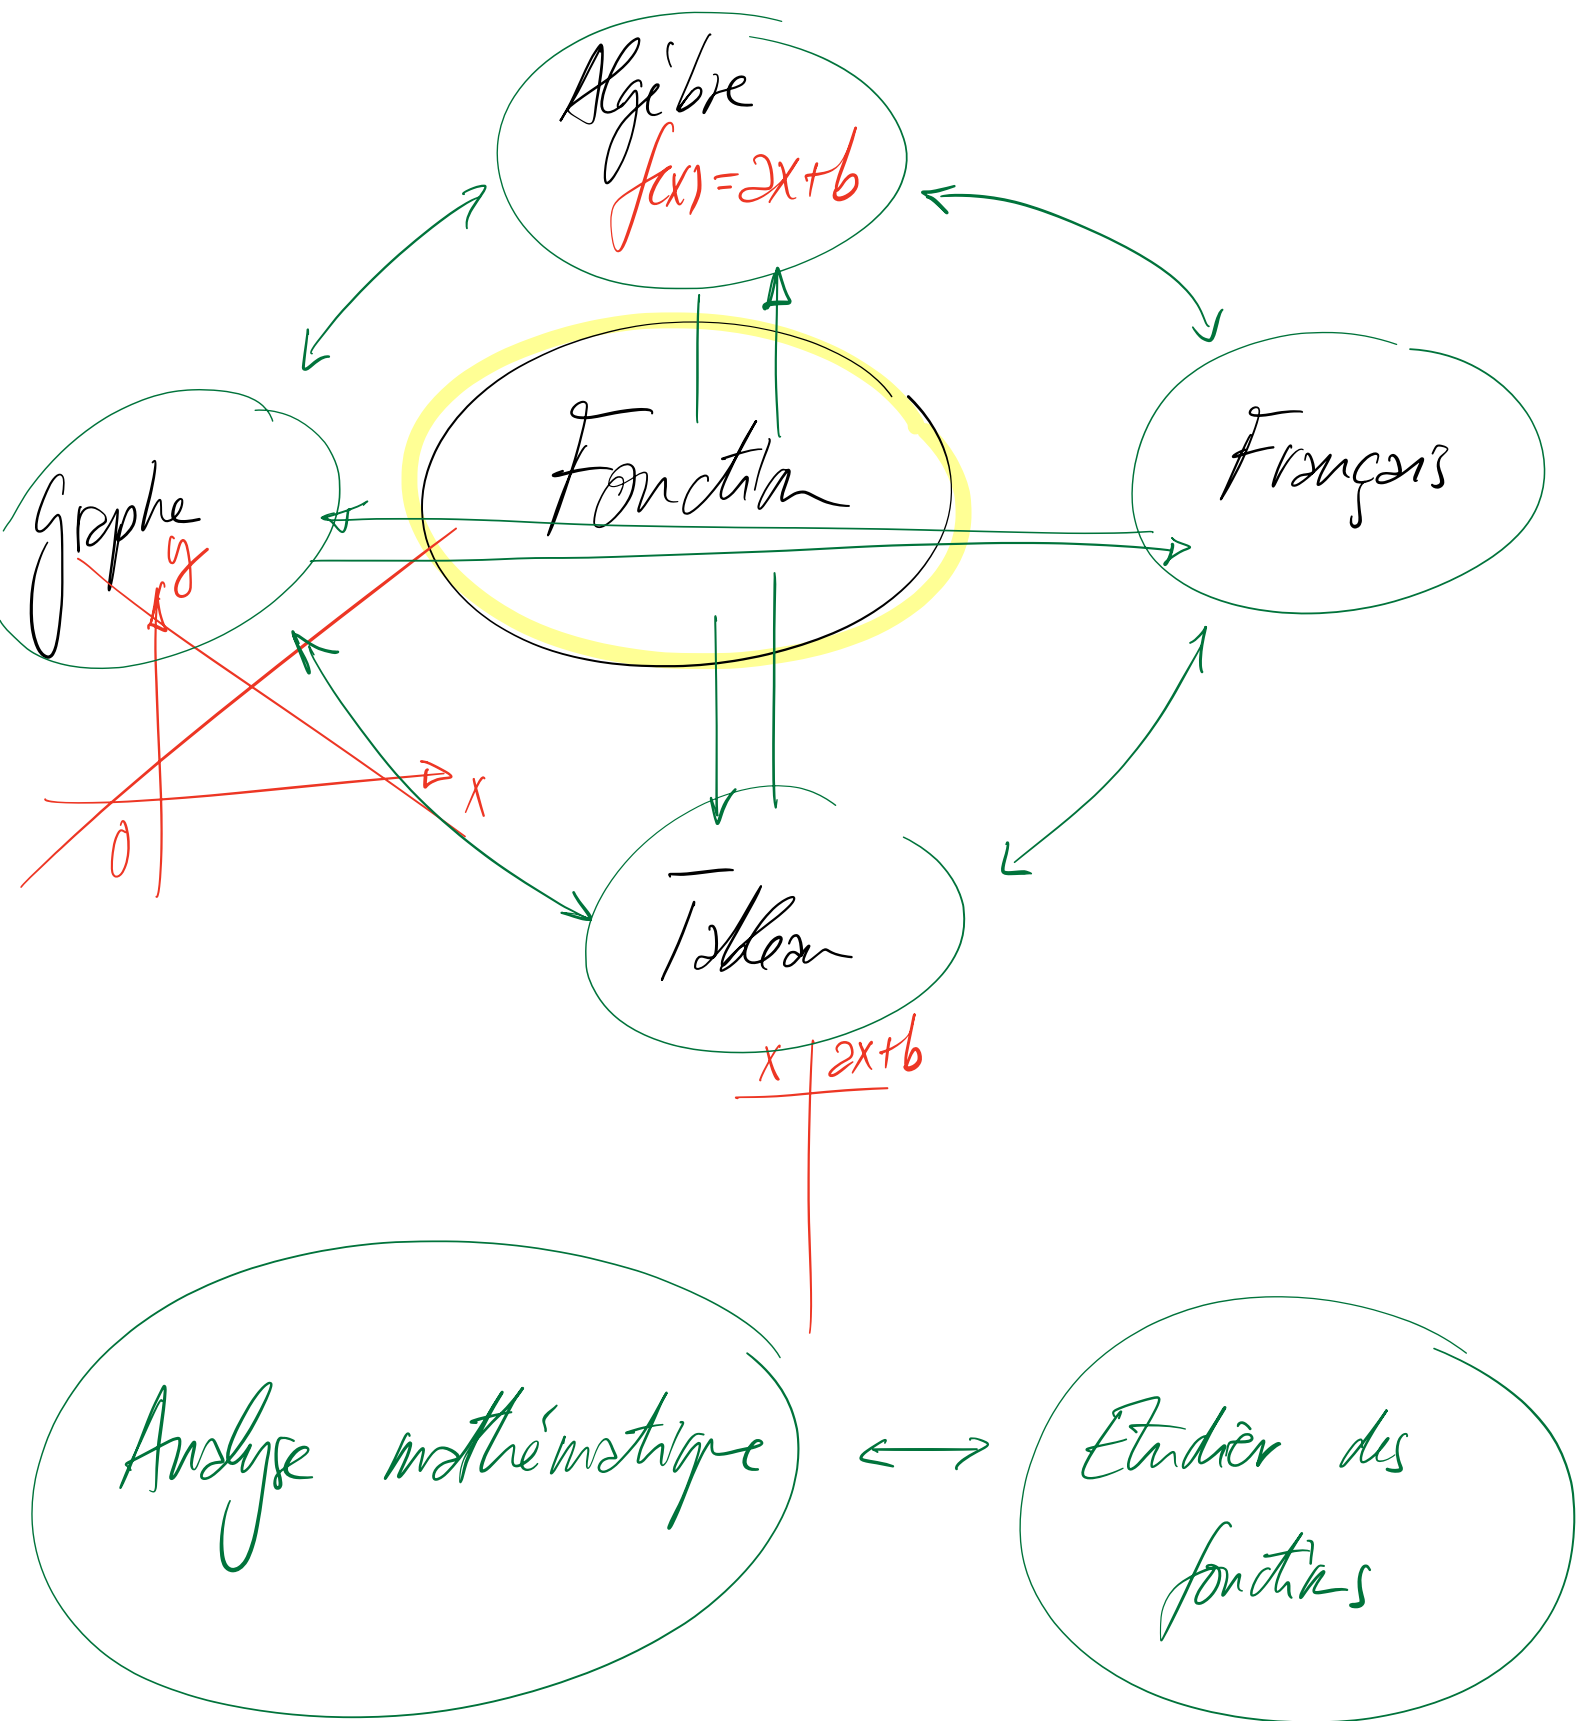 Algèbre
f(x) = ax+b
Fonction
Français
Graphe
y
x
0
Tableau
x | ax+b
Analyse mathématique ⟷ Etudier des
fonctions